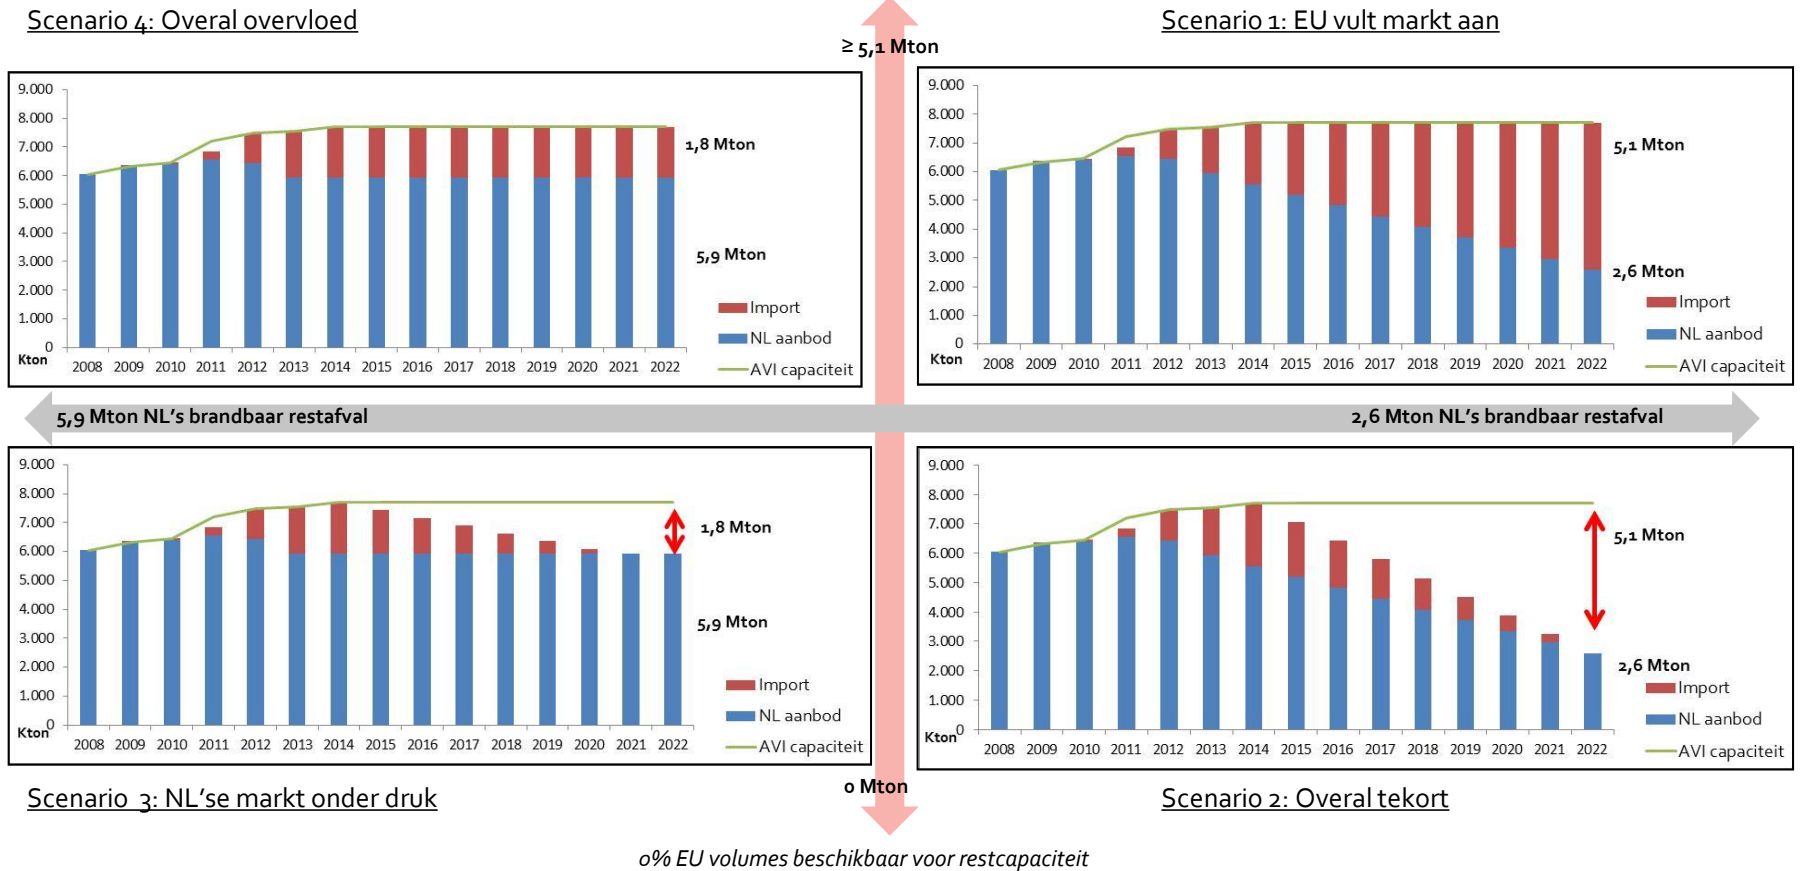 Scenario 4: Overal overvloed
Scenario 1: EU vult markt aan
≥ 5,1 Mton
9.000
8.000
7.000
6.000
5.000
4.000
3.000
2.000
1.000
0
Kton
2008 2009 2010 2011 2012 2013 2014 2015 2016 2017 2018 2019 2020 2021 2022
1,8 Mton
5,9 Mton
Import
NL aanbod
AVI capaciteit
9.000
8.000
7.000
6.000
5.000
4.000
3.000
2.000
1.000
0
Kton
2008 2009 2010 2011 2012 2013 2014 2015 2016 2017 2018 2019 2020 2021 2022
5,1 Mton
2,6 Mton
Import
NL aanbod
AVI capaciteit
5,9 Mton NL's brandbaar restafval
2,6 Mton NL's brandbaar restafval
9.000
8.000
7.000
6.000
5.000
4.000
3.000
2.000
1.000
0
Kton
2008 2009 2010 2011 2012 2013 2014 2015 2016 2017 2018 2019 2020 2021 2022
1,8 Mton
5,9 Mton
Import
NL aanbod
AVI capaciteit
9.000
8.000
7.000
6.000
5.000
4.000
3.000
2.000
1.000
0
Kton
2008 2009 2010 2011 2012 2013 2014 2015 2016 2017 2018 2019 2020 2021 2022
5,1 Mton
2,6 Mton
Import
NL aanbod
AVI capaciteit
0 Mton
Scenario 3: NL'se markt onder druk
Scenario 2: Overal tekort
0% EU volumes beschikbaar voor restcapaciteit